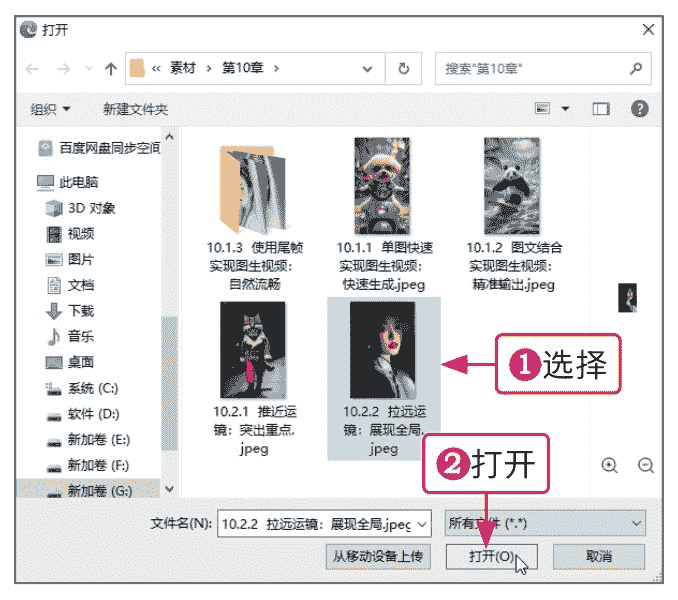 打开
« 素材 › 第10章 ›
搜索"第10章"
组织
新建文件夹
百度网盘同步空间
此电脑
3D 对象
视频
图片
文档
下载
音乐
桌面
系统 (C:)
软件 (D:)
新加卷 (E:)
新加卷 (F:)
新加卷 (G:)
10.1.3 使用尾帧
实现图生视频:
自然流畅
10.1.1 单图快速
实现图生视频:
快速生成.jpeg
10.1.2 图文结合
实现图生视频:
精准输出.jpeg
10.2.1 推近运
镜: 突出重点.
jpeg
10.2.2 拉远运
镜: 展现全局.
jpeg
❶选择
❷打开
文件名(N):
10.2.2 拉远运镜: 展现全局.jpeg
所有文件 (*.*)
从移动设备上传
打开(O)
取消